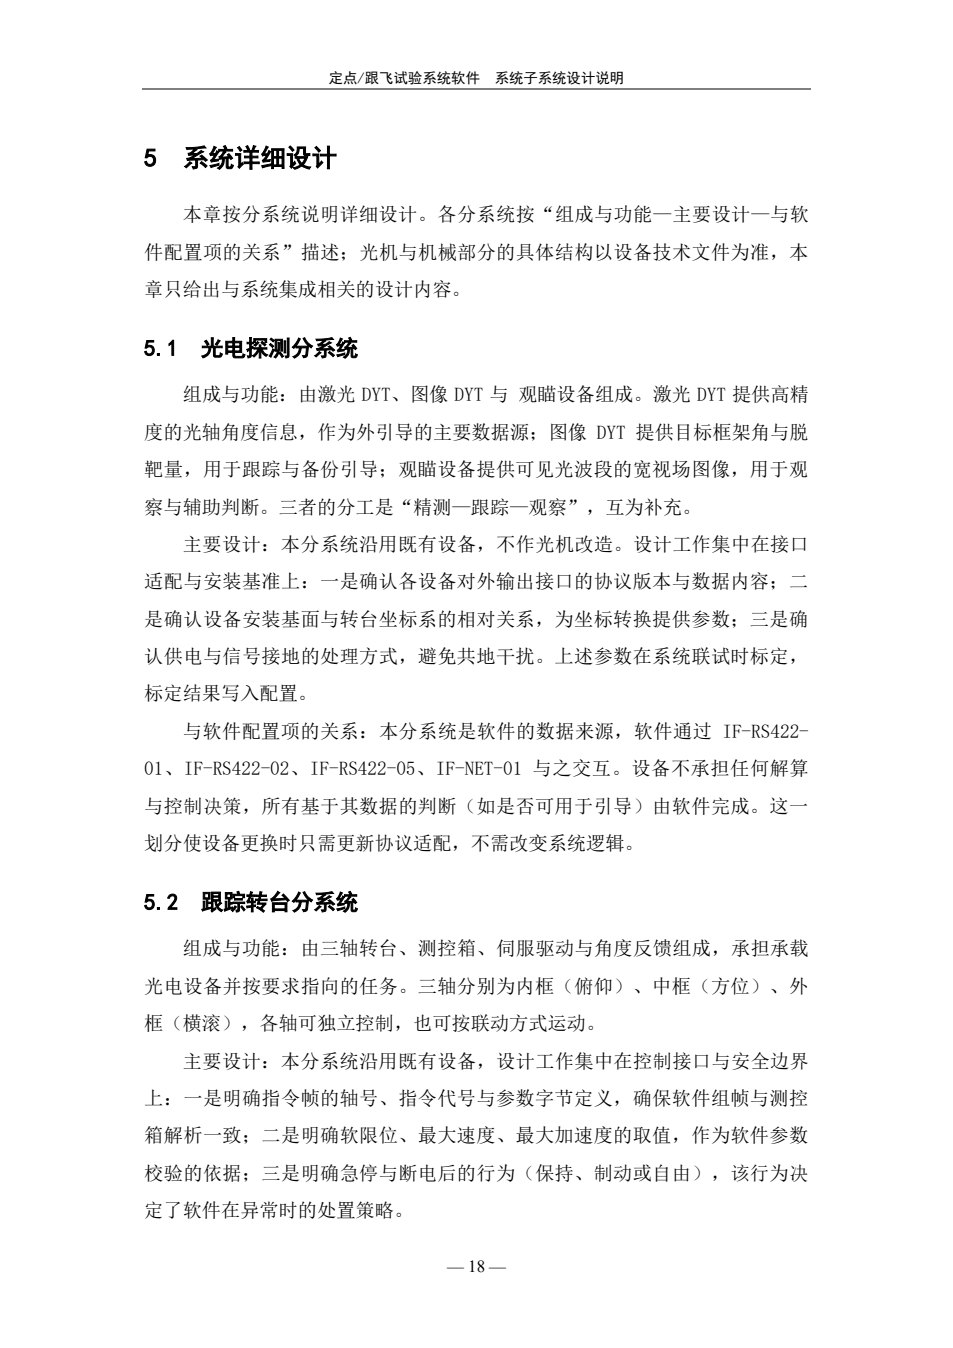 定点/跟飞试验系统软件 系统子系统设计说明
5 系统详细设计
本章按分系统说明详细设计。各分系统按“组成与功能—主要设计—与软
件配置项的关系”描述；光机与机械部分的具体结构以设备技术文件为准，本
章只给出与系统集成相关的设计内容。
5.1 光电探测分系统
组成与功能：由激光 DYT、图像 DYT 与 观瞄设备组成。激光 DYT 提供高精
度的光轴角度信息，作为外引导的主要数据源；图像 DYT 提供目标框架角与脱
靶量，用于跟踪与备份引导；观瞄设备提供可见光波段的宽视场图像，用于观
察与辅助判断。三者的分工是“精测—跟踪—观察”，互为补充。
主要设计：本分系统沿用既有设备，不作光机改造。设计工作集中在接口
适配与安装基准上：一是确认各设备对外输出接口的协议版本与数据内容；二
是确认设备安装基面与转台坐标系的相对关系，为坐标转换提供参数；三是确
认供电与信号接地的处理方式，避免共地干扰。上述参数在系统联试时标定，
标定结果写入配置。
与软件配置项的关系：本分系统是软件的数据来源，软件通过 IF-RS422-
01、IF-RS422-02、IF-RS422-05、IF-NET-01 与之交互。设备不承担任何解算
与控制决策，所有基于其数据的判断（如是否可用于引导）由软件完成。这一
划分使设备更换时只需更新协议适配，不需改变系统逻辑。
5.2 跟踪转台分系统
组成与功能：由三轴转台、测控箱、伺服驱动与角度反馈组成，承担承载
光电设备并按要求指向的任务。三轴分别为内框（俯仰）、中框（方位）、外
框（横滚），各轴可独立控制，也可按联动方式运动。
主要设计：本分系统沿用既有设备，设计工作集中在控制接口与安全边界
上：一是明确指令帧的轴号、指令代号与参数字节定义，确保软件组帧与测控
箱解析一致；二是明确软限位、最大速度、最大加速度的取值，作为软件参数
校验的依据；三是明确急停与断电后的行为（保持、制动或自由），该行为决
定了软件在异常时的处置策略。
— 18 —